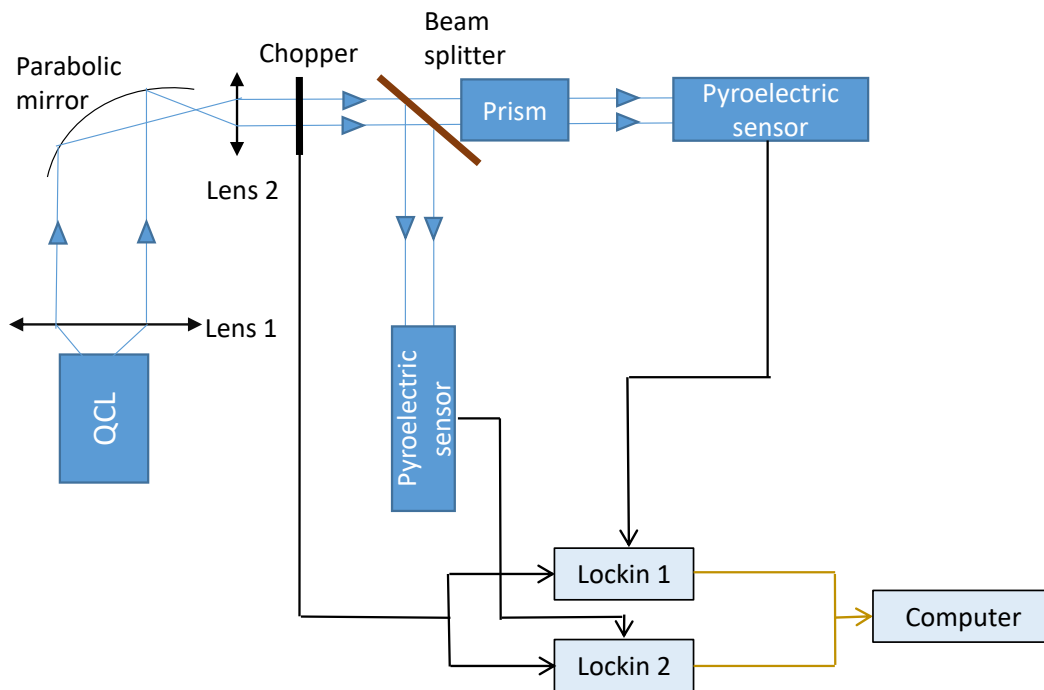 Beam
splitter
Chopper
Parabolic
mirror
Prism
Pyroelectric
sensor
Lens 2
Lens 1
QCL
Pyroelectric
sensor
Lockin 1
Computer
Lockin 2